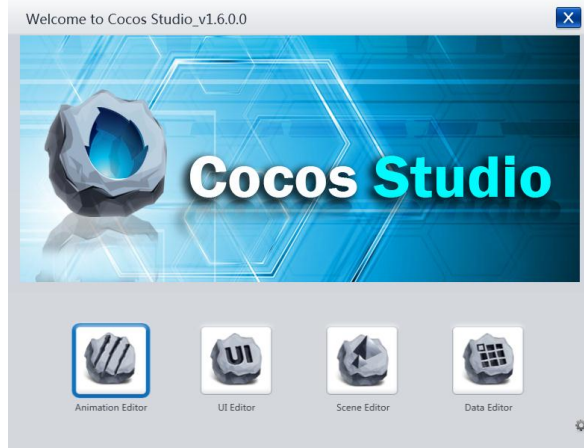 Welcome to Cocos Studio_v1.6.0.0
X
Cocos Studio
UI
Animation Editor
UI Editor
Scene Editor
Data Editor